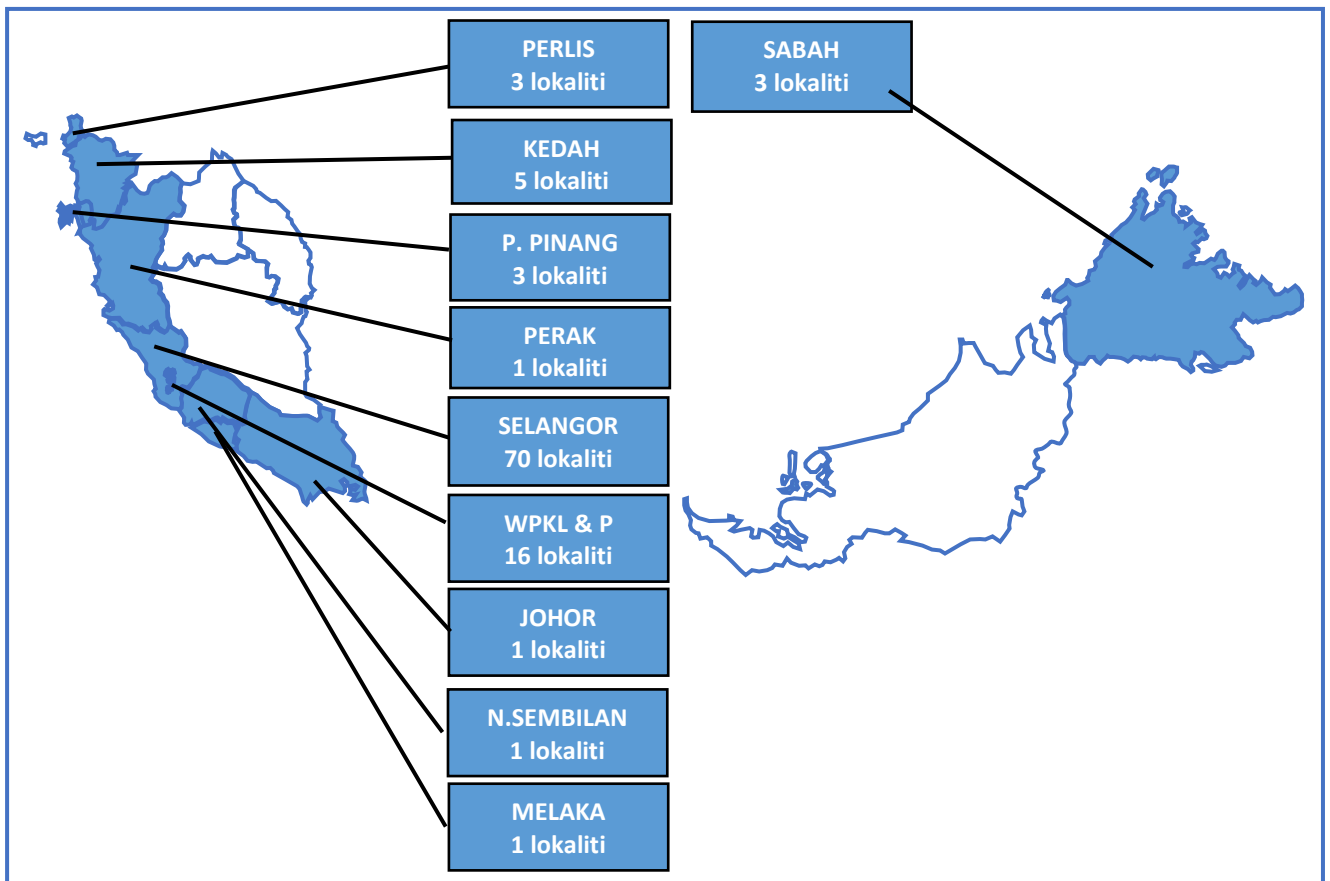 PERLIS
3 lokaliti
SABAH
3 lokaliti
KEDAH
5 lokaliti
P. PINANG
3 lokaliti
PERAK
1 lokaliti
SELANGOR
70 lokaliti
WPKL & P
16 lokaliti
JOHOR
1 lokaliti
N.SEMBILAN
1 lokaliti
MELAKA
1 lokaliti